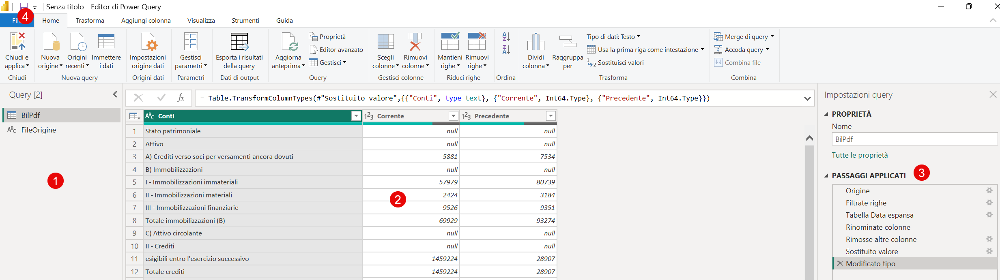 Senza titolo - Editor di Power Query
4
Home Trasforma Aggiungi colonna Visualizza Strumenti Guida
Chiudi e applica
Chiudi
Nuova origine
Origini recenti
Immettere i dati
Nuova query
Impostazioni origine dati
Origini dati
Gestisci parametri
Parametri
Esporta i risultati della query
Dati di output
Aggiorna anteprima
Proprietà
Editor avanzato
Gestisci
Query
Scegli colonne
Rimuovi colonne
Gestisci colonne
Mantieni righe
Rimuovi righe
Riduci righe
A Z
Z A
Ordina
Dividi colonna
Raggruppa per
Tipo di dati: Testo
Usa la prima riga come intestazione
1 2 Sostituisci valori
Trasforma
Merge di query
Accoda query
Combina file
Combina
Query [2]
BilPdf
ABC FileOrigine
1
fx = Table.TransformColumnTypes(#"Sostituito valore",{{"Conti", type text}, {"Corrente", Int64.Type}, {"Precedente", Int64.Type}})
ABC Conti 123 Corrente 123 Precedente
1 Stato patrimoniale null null
2 Attivo null null
3 A) Crediti verso soci per versamenti ancora dovuti 5881 7534
4 B) Immobilizzazioni null null
5 I - Immobilizzazioni immateriali 57979 80739
6 II - Immobilizzazioni materiali 2424 3184
2
7 III - Immobilizzazioni finanziarie 9526 9351
8 Totale immobilizzazioni (B) 69929 93274
9 C) Attivo circolante null null
10 II - Crediti null null
11 esigibili entro l'esercizio successivo 1459224 28907
12 Totale crediti 1459224 28907
Impostazioni query
PROPRIETÀ
Nome
BilPdf
Tutte le proprietà
PASSAGGI APPLICATI
3
Origine
Filtrate righe
Tabella Data espansa
Rinominate colonne
Rimosse altre colonne
Sostituito valore
Modificato tipo